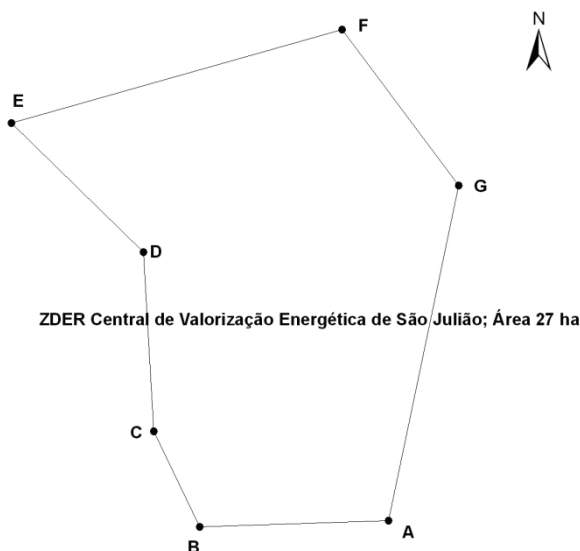 N
F
E
G
D
ZDER Central de Valorização Energética de São Julião; Área 27 ha
C
A
B